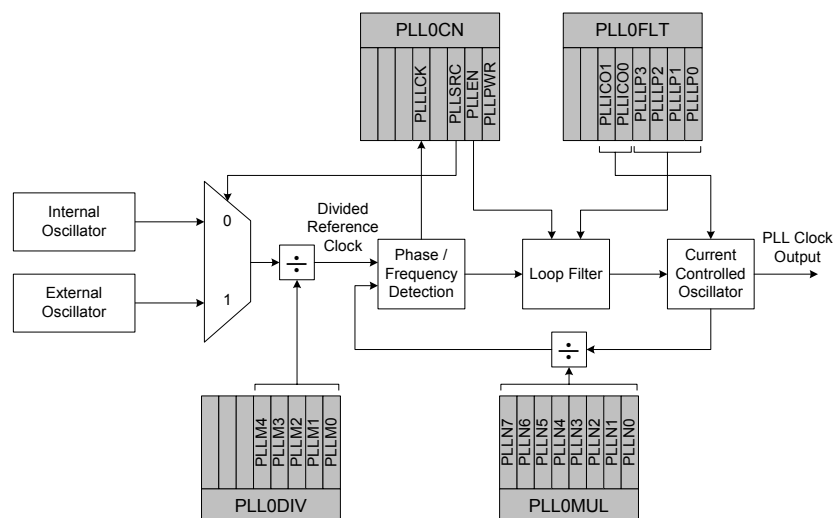 PLL0CN
PLLLCK
PLLSRC
PLLEN
PLLPWR
PLL0FLT
PLLICO1
PLLICO0
PLLLP3
PLLLP2
PLLLP1
PLLLP0
Internal
Oscillator
External
Oscillator
0
1
÷
Divided
Reference
Clock
Phase /
Frequency
Detection
Loop Filter
Current
Controlled
Oscillator
PLL Clock
Output
÷
PLLM4
PLLM3
PLLM2
PLLM1
PLLM0
PLL0DIV
PLLN7
PLLN6
PLLN5
PLLN4
PLLN3
PLLN2
PLLN1
PLLN0
PLL0MUL